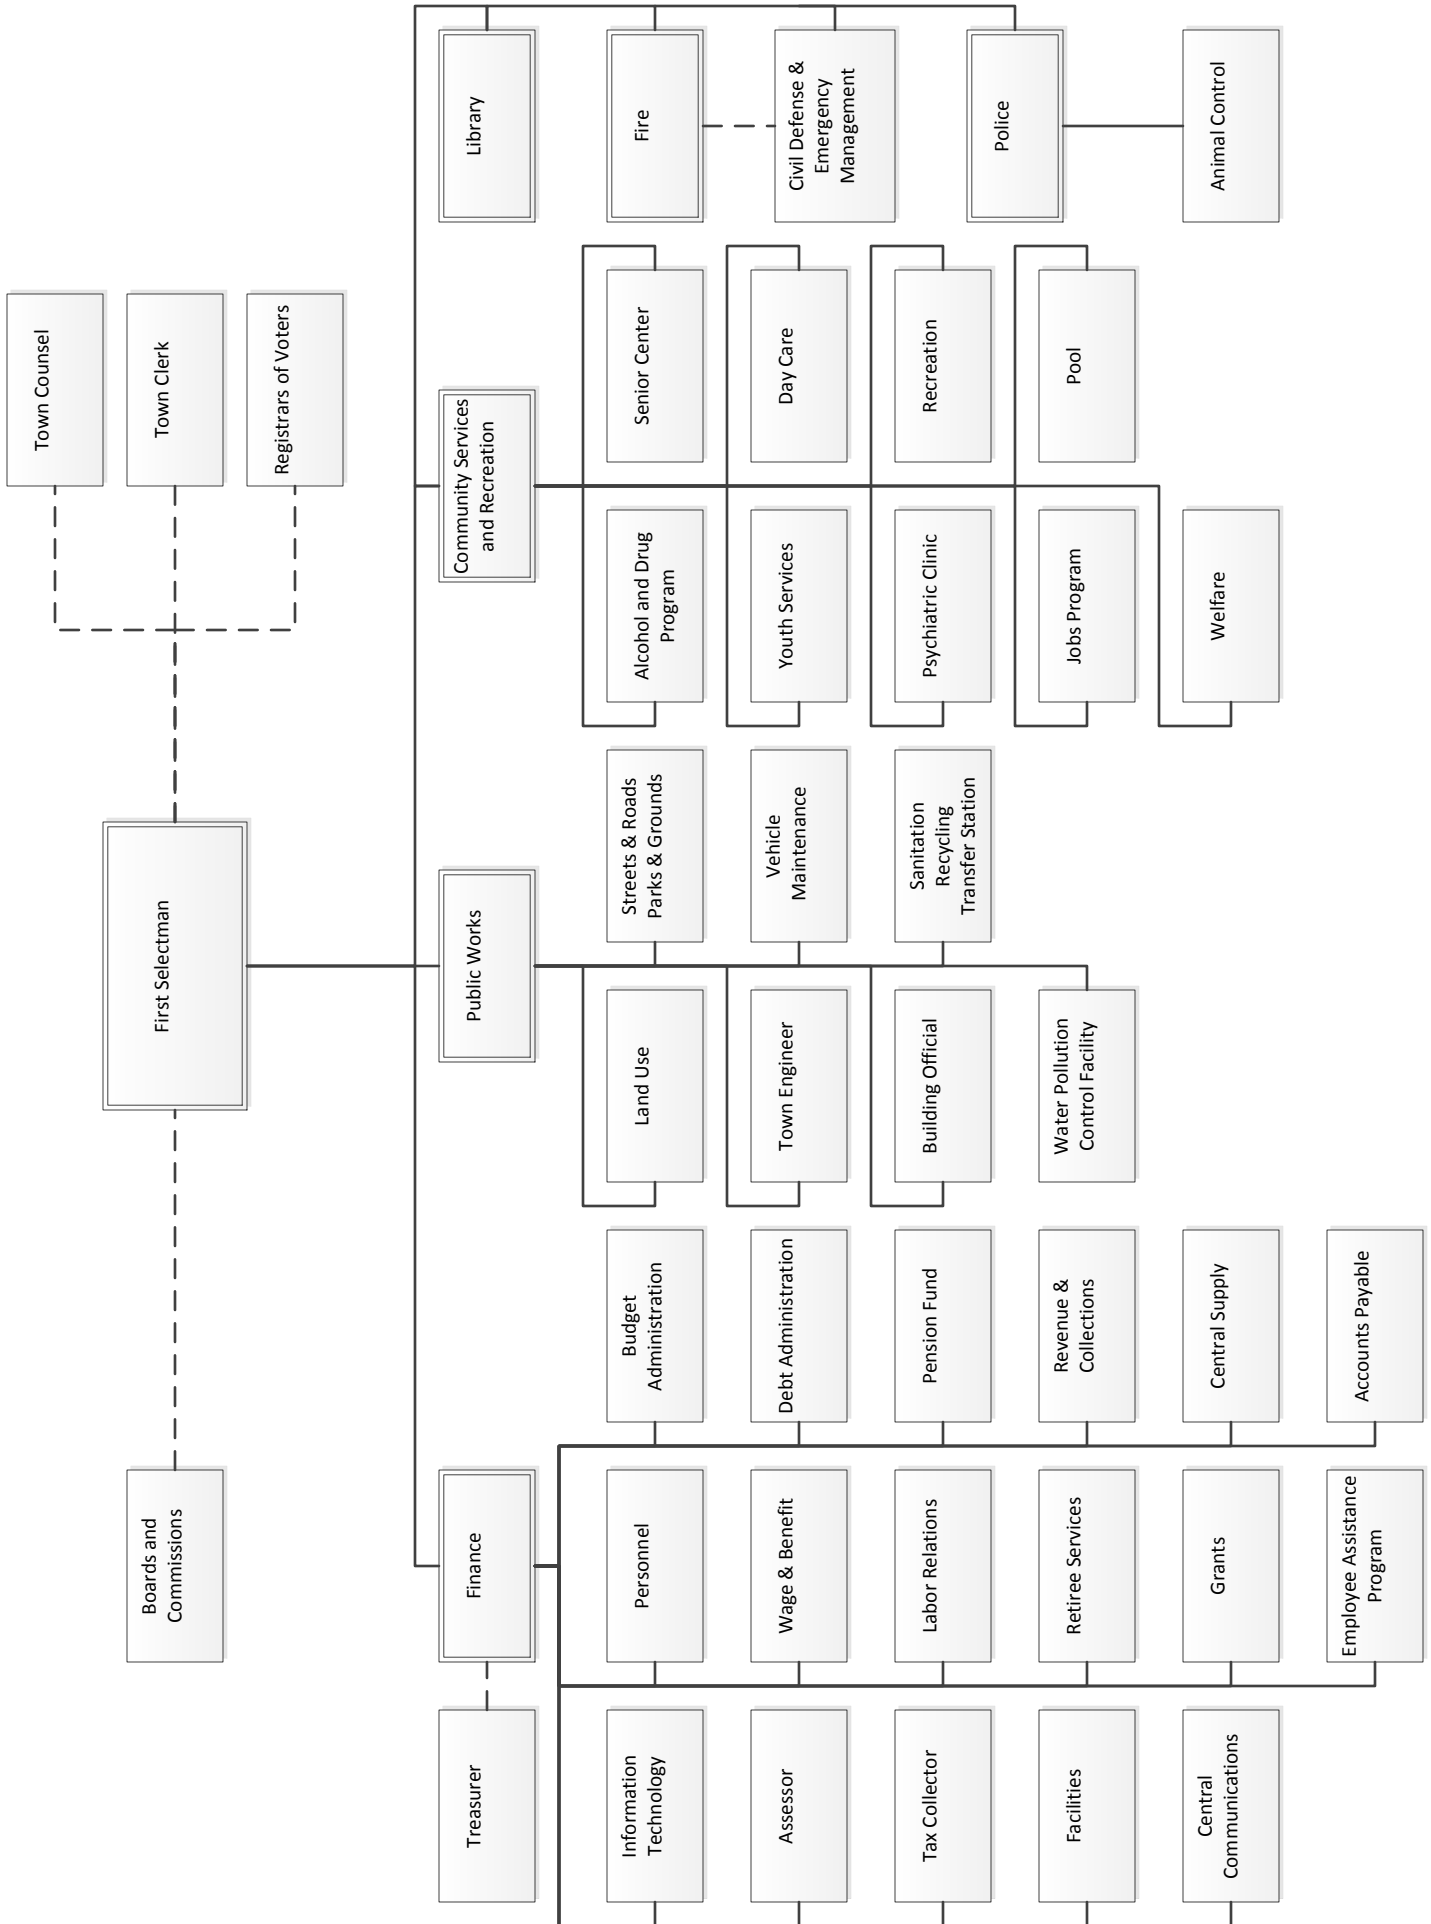 Boards and
Commissions
First Selectman
Town Counsel
Town Clerk
Registrars of Voters
Treasurer
Finance
Public Works
Community Services
and Recreation
Library
Information
Technology
Personnel
Budget
Administration
Land Use
Streets & Roads
Parks & Grounds
Alcohol and Drug
Program
Senior Center
Fire
Assessor
Wage & Benefit
Debt Administration
Town Engineer
Vehicle
Maintenance
Youth Services
Day Care
Civil Defense &
Emergency
Management
Tax Collector
Labor Relations
Pension Fund
Building Official
Sanitation
Recycling
Transfer Station
Psychiatric Clinic
Recreation
Police
Facilities
Retiree Services
Revenue &
Collections
Water Pollution
Control Facility
Jobs Program
Pool
Central
Communications
Grants
Central Supply
Welfare
Animal Control
Employee Assistance
Program
Accounts Payable